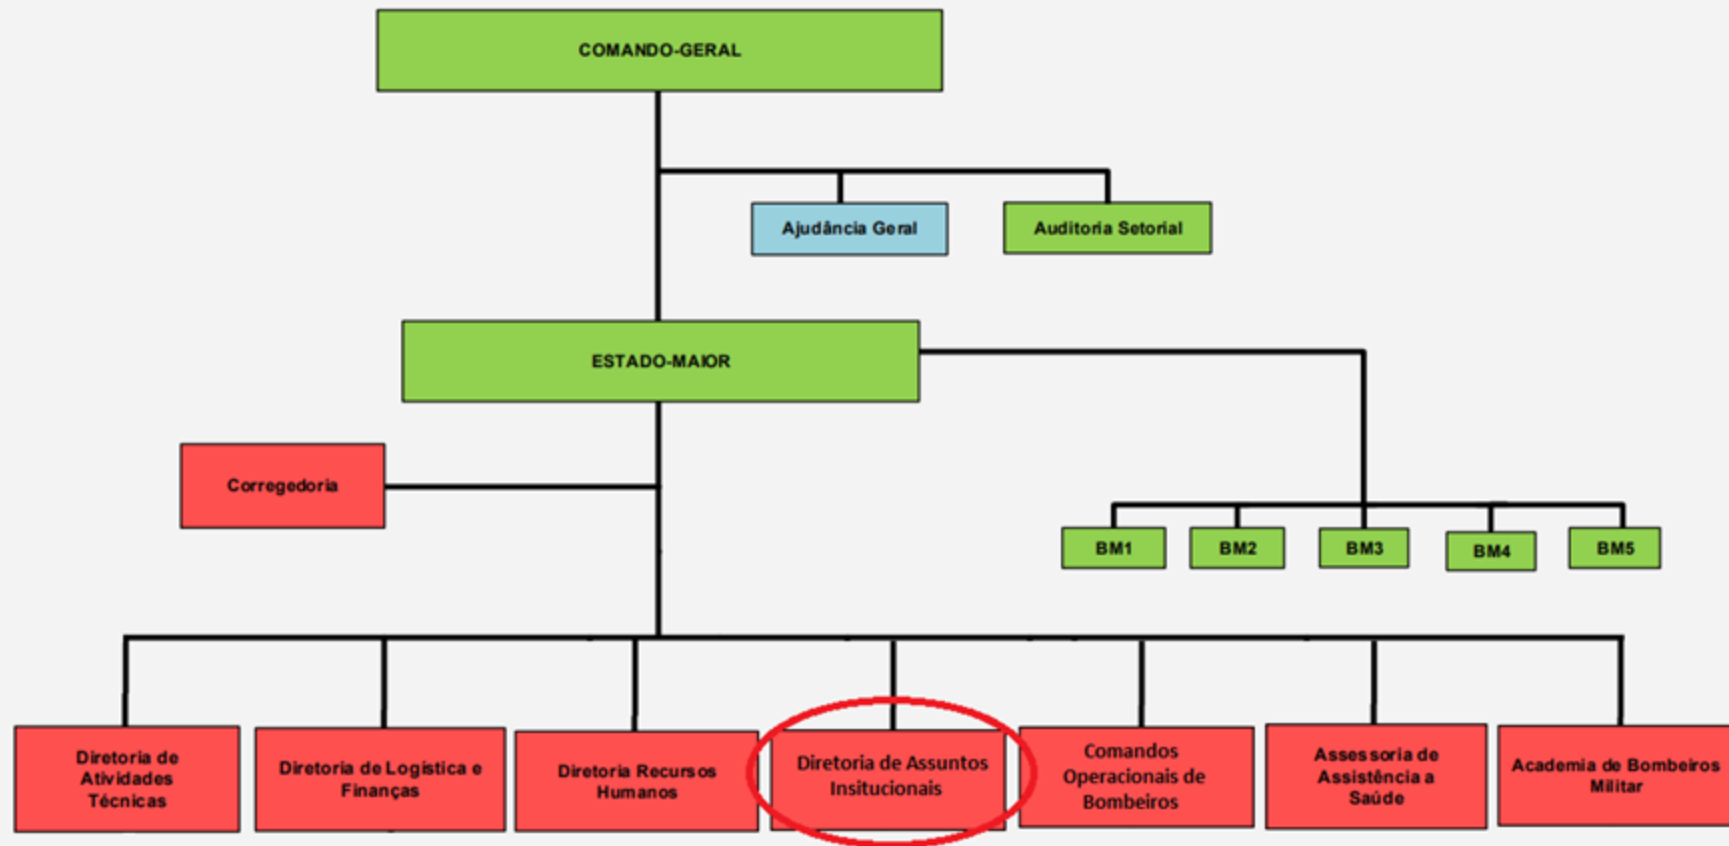 COMANDO-GERAL
Ajudância Geral
Auditoria Setorial
ESTADO-MAIOR
Corregedoria
BM1
BM2
BM3
BM4
BM5
Diretoria de
Atividades
Técnicas
Diretoria de Logística e
Finanças
Diretoria Recursos
Humanos
Diretoria de Assuntos
Insitucionais
Comandos
Operacionais de
Bombeiros
Assessoria de
Assistência a
Saúde
Academia de Bombeiros
Militar